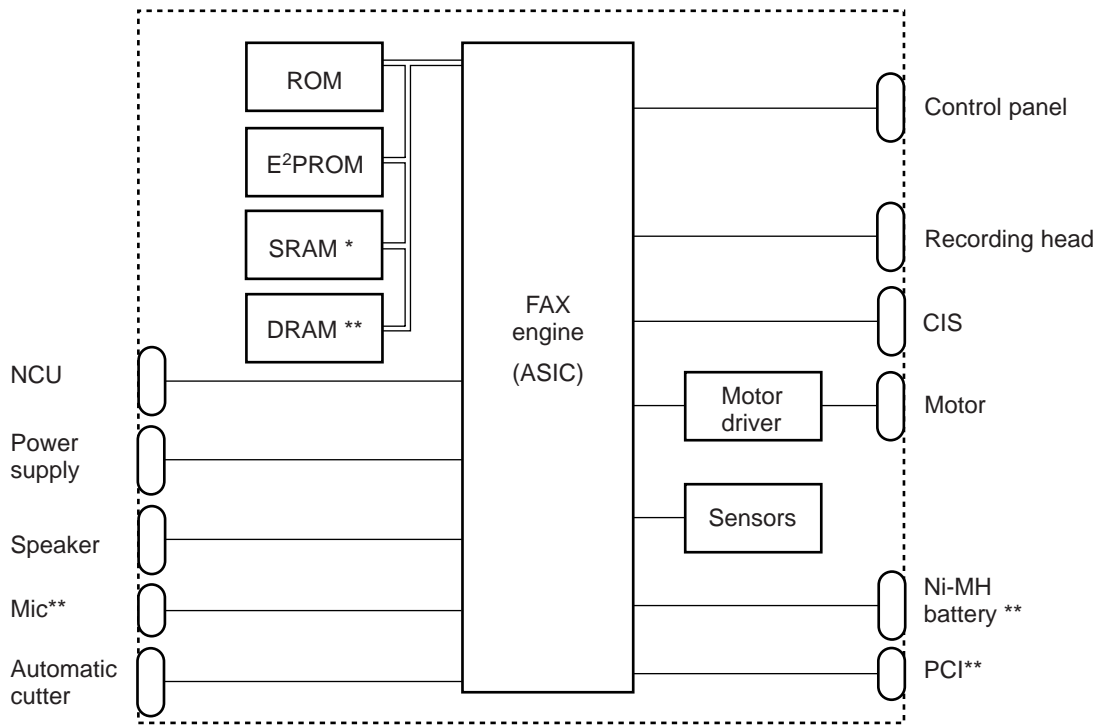 ROM
E²PROM
SRAM *
DRAM **
NCU
Power
supply
Speaker
Mic**
Automatic
cutter
FAX
engine
(ASIC)
Motor
driver
Sensors
Control panel
Recording head
CIS
Motor
Ni-MH
battery **
PCI**